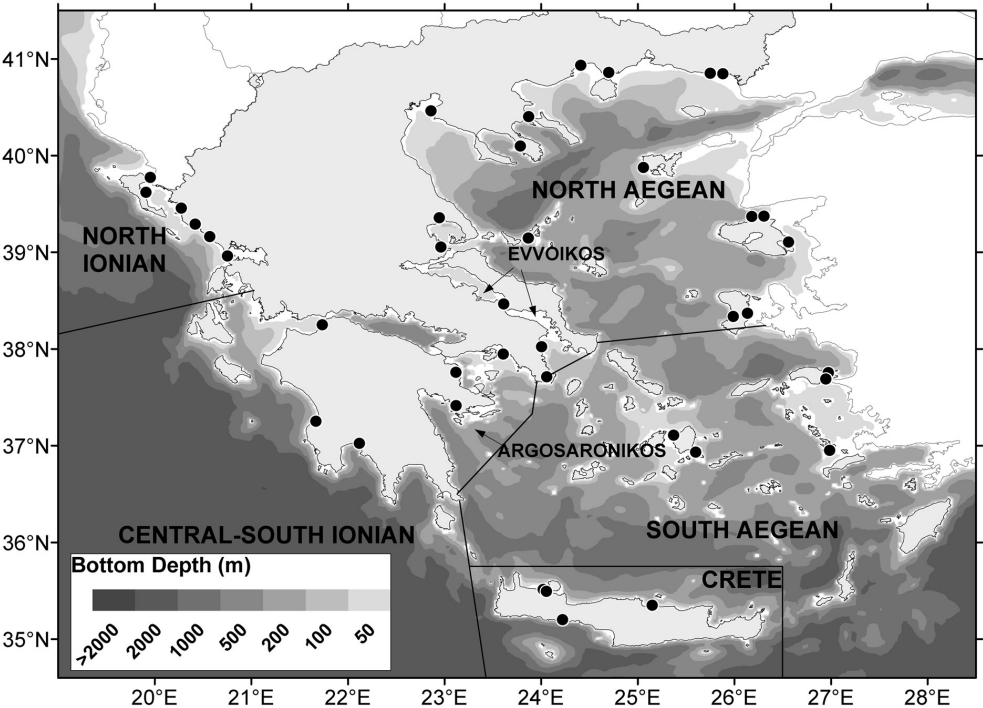 41°N
40°N
39°N
38°N
37°N
36°N
35°N
NORTH AEGEAN
NORTH
IONIAN
EVVOIKOS
ARGOSARONIKOS
CENTRAL-SOUTH IONIAN
SOUTH AEGEAN
CRETE
Bottom Depth (m)
>2000 2000 1000 500 200 100 50
20°E 21°E 22°E 23°E 24°E 25°E 26°E 27°E 28°E